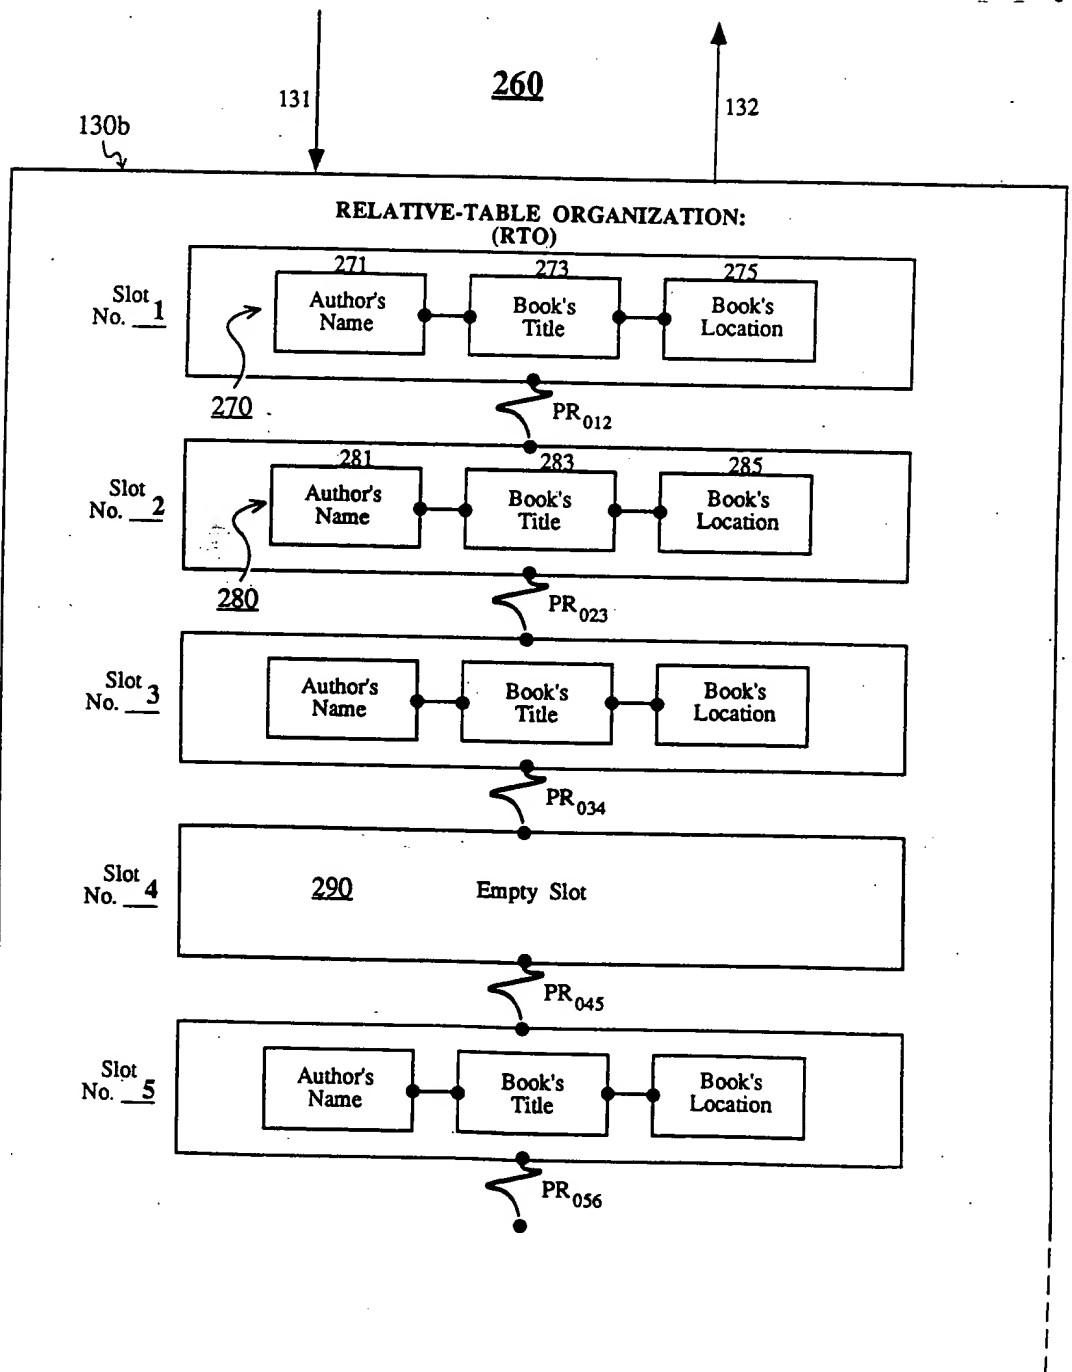 260
131
132
130b
RELATIVE-TABLE ORGANIZATION:
(RTO)
271
273
275
Slot
No. 1
Author's
Name
Book's
Title
Book's
Location
270
PR012
281
283
285
Slot
No. 2
Author's
Name
Book's
Title
Book's
Location
280
PR023
Slot
No. 3
Author's
Name
Book's
Title
Book's
Location
PR034
Slot
No. 4
290
Empty Slot
PR045
Slot
No. 5
Author's
Name
Book's
Title
Book's
Location
PR056